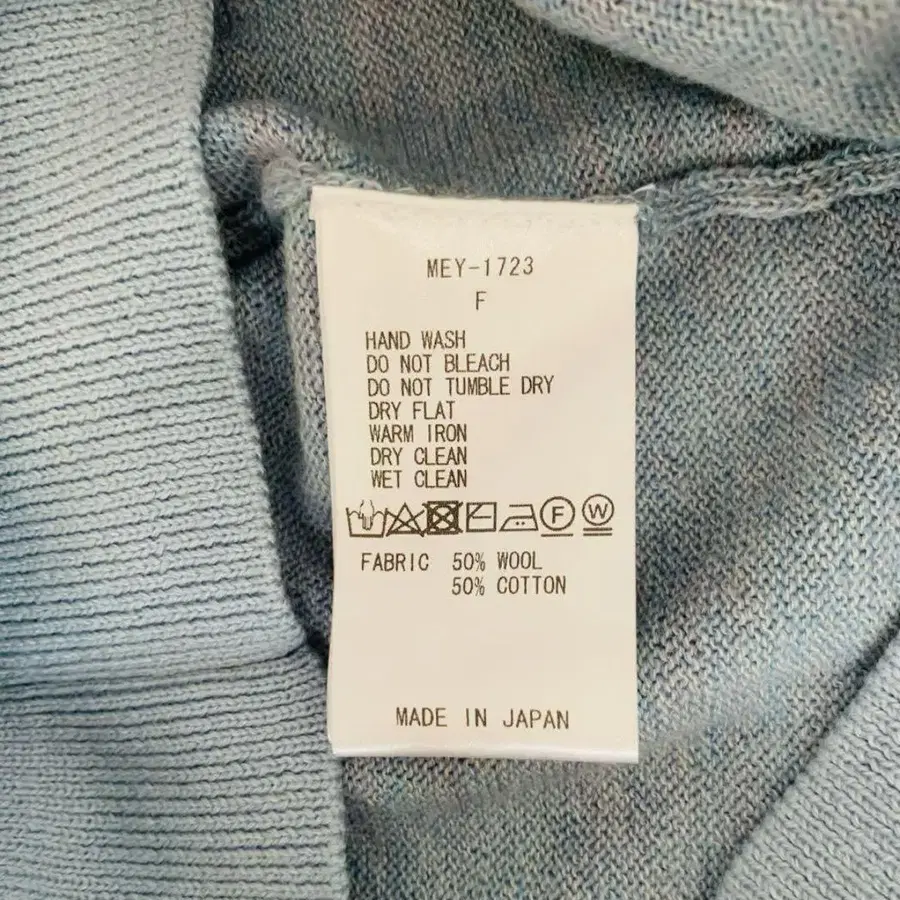 MEY-1723
F
HAND WASH
DO NOT BLEACH
DO NOT TUMBLE DRY
DRY FLAT
WARM IRON
DRY CLEAN
WET CLEAN
F W
FABRIC 50% WOOL
50% COTTON
MADE IN JAPAN